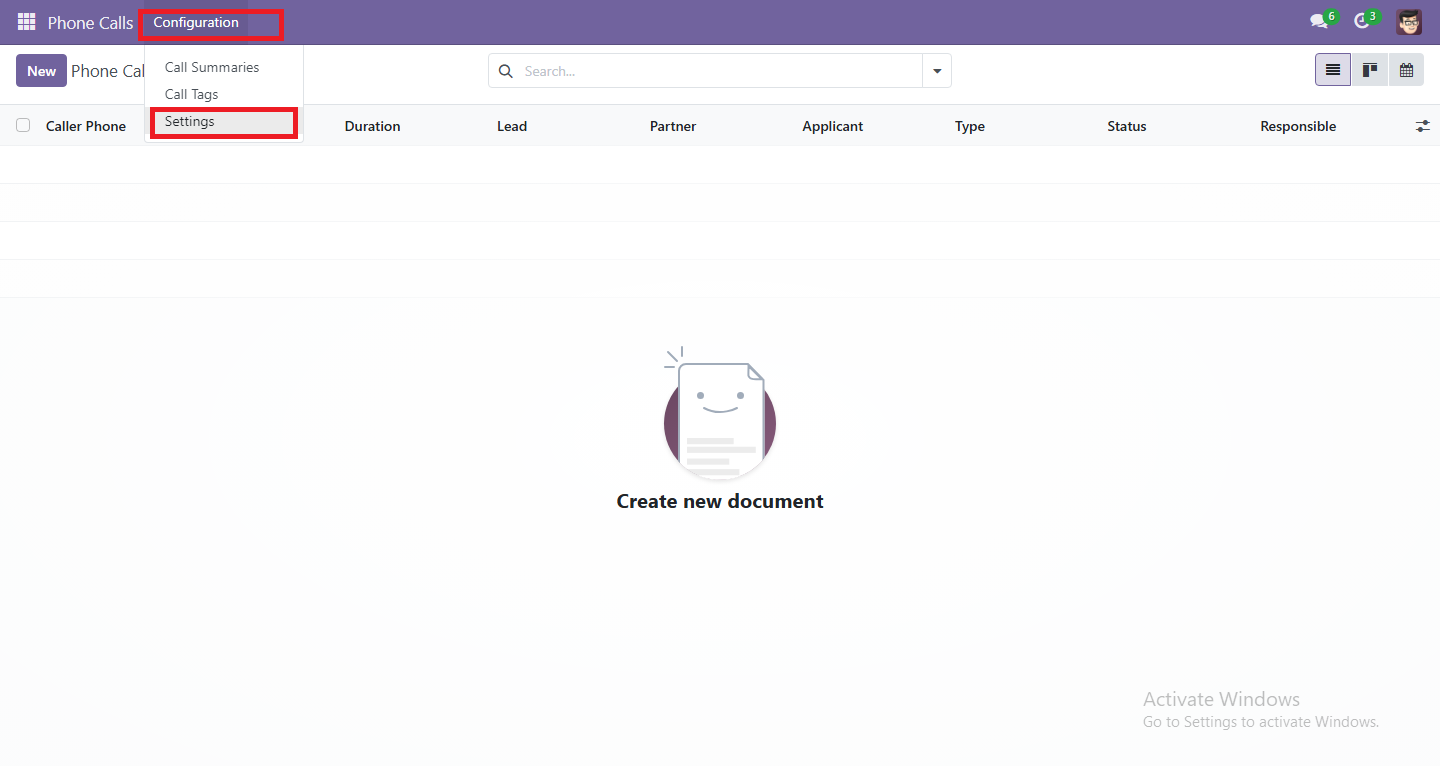 Phone Calls Configuration 6 3
New Phone Cal Search...
Call Summaries
Call Tags
Settings
Caller Phone Duration Lead Partner Applicant Type Status Responsible
Create new document
Activate Windows
Go to Settings to activate Windows.